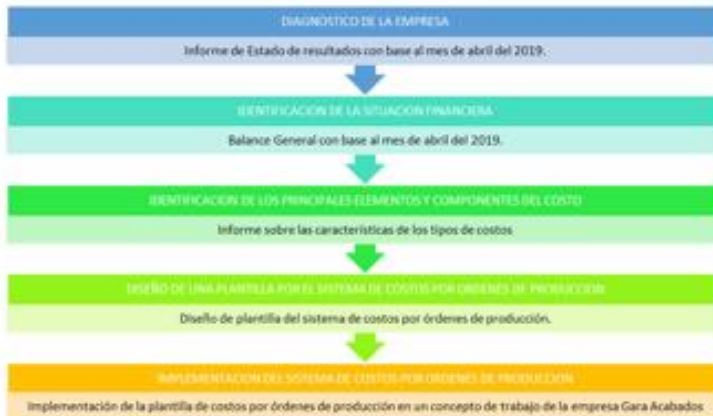 DIAGNOSTICO DE LA EMPRESA
Informe de Estado de resultados con base al mes de abril del 2019.
IDENTIFICACION DE LA SITUACION FINANCIERA
Balance General con base al mes de abril del 2019.
IDENTIFICACION DE LOS PRINCIPALES ELEMENTOS Y COMPONENTES DEL COSTO
Informe sobre las características de los tipos de costos
DISEÑO DE UNA PLANTILLA POR EL SISTEMA DE COSTOS POR ORDENES DE PRODUCCION
Diseño de plantilla del sistema de costos por órdenes de producción.
IMPLEMENTACION DEL SISTEMA DE COSTOS POR ORDENES DE PRODUCCION
Implementación de la plantilla de costos por órdenes de producción en un concepto de trabajo de la empresa Gara Acabados